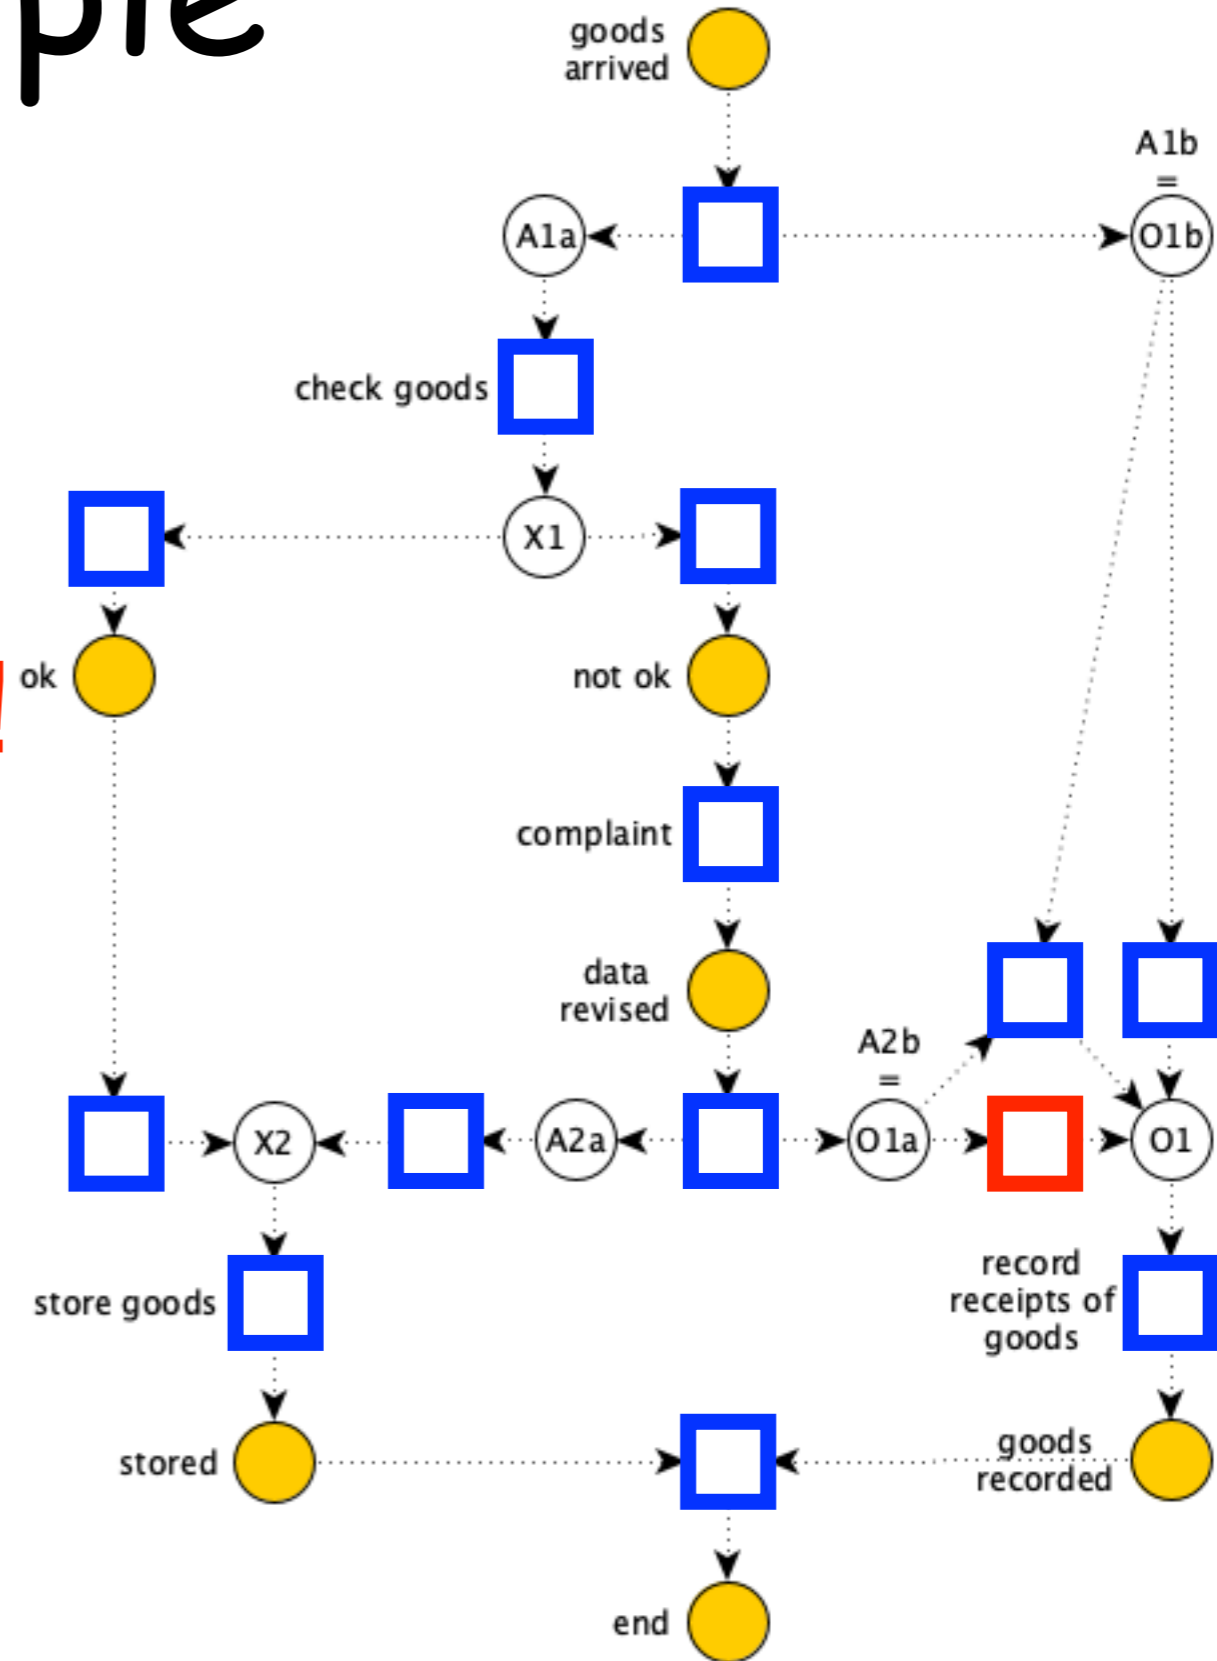 ple
goods
arrived
A1b
=
A1a
O1b
check goods
X1
!
ok
not ok
complaint
data
revised
A2b
=
X2
A2a
O1a
O1
store goods
record
receipts of
goods
stored
goods
recorded
end